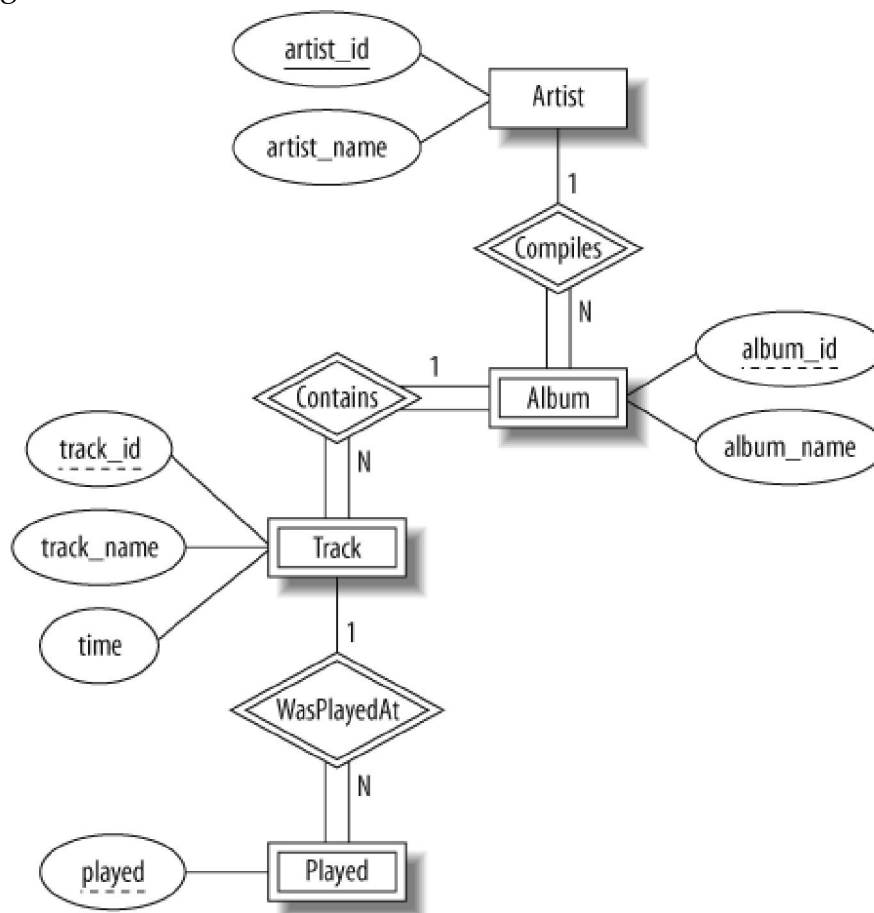 g
artist_id
Artist
artist_name
1
Compiles
N
album_id
1
Contains
Album
track_id
N
album_name
track_name
Track
time
1
WasPlayedAt
N
played
Played